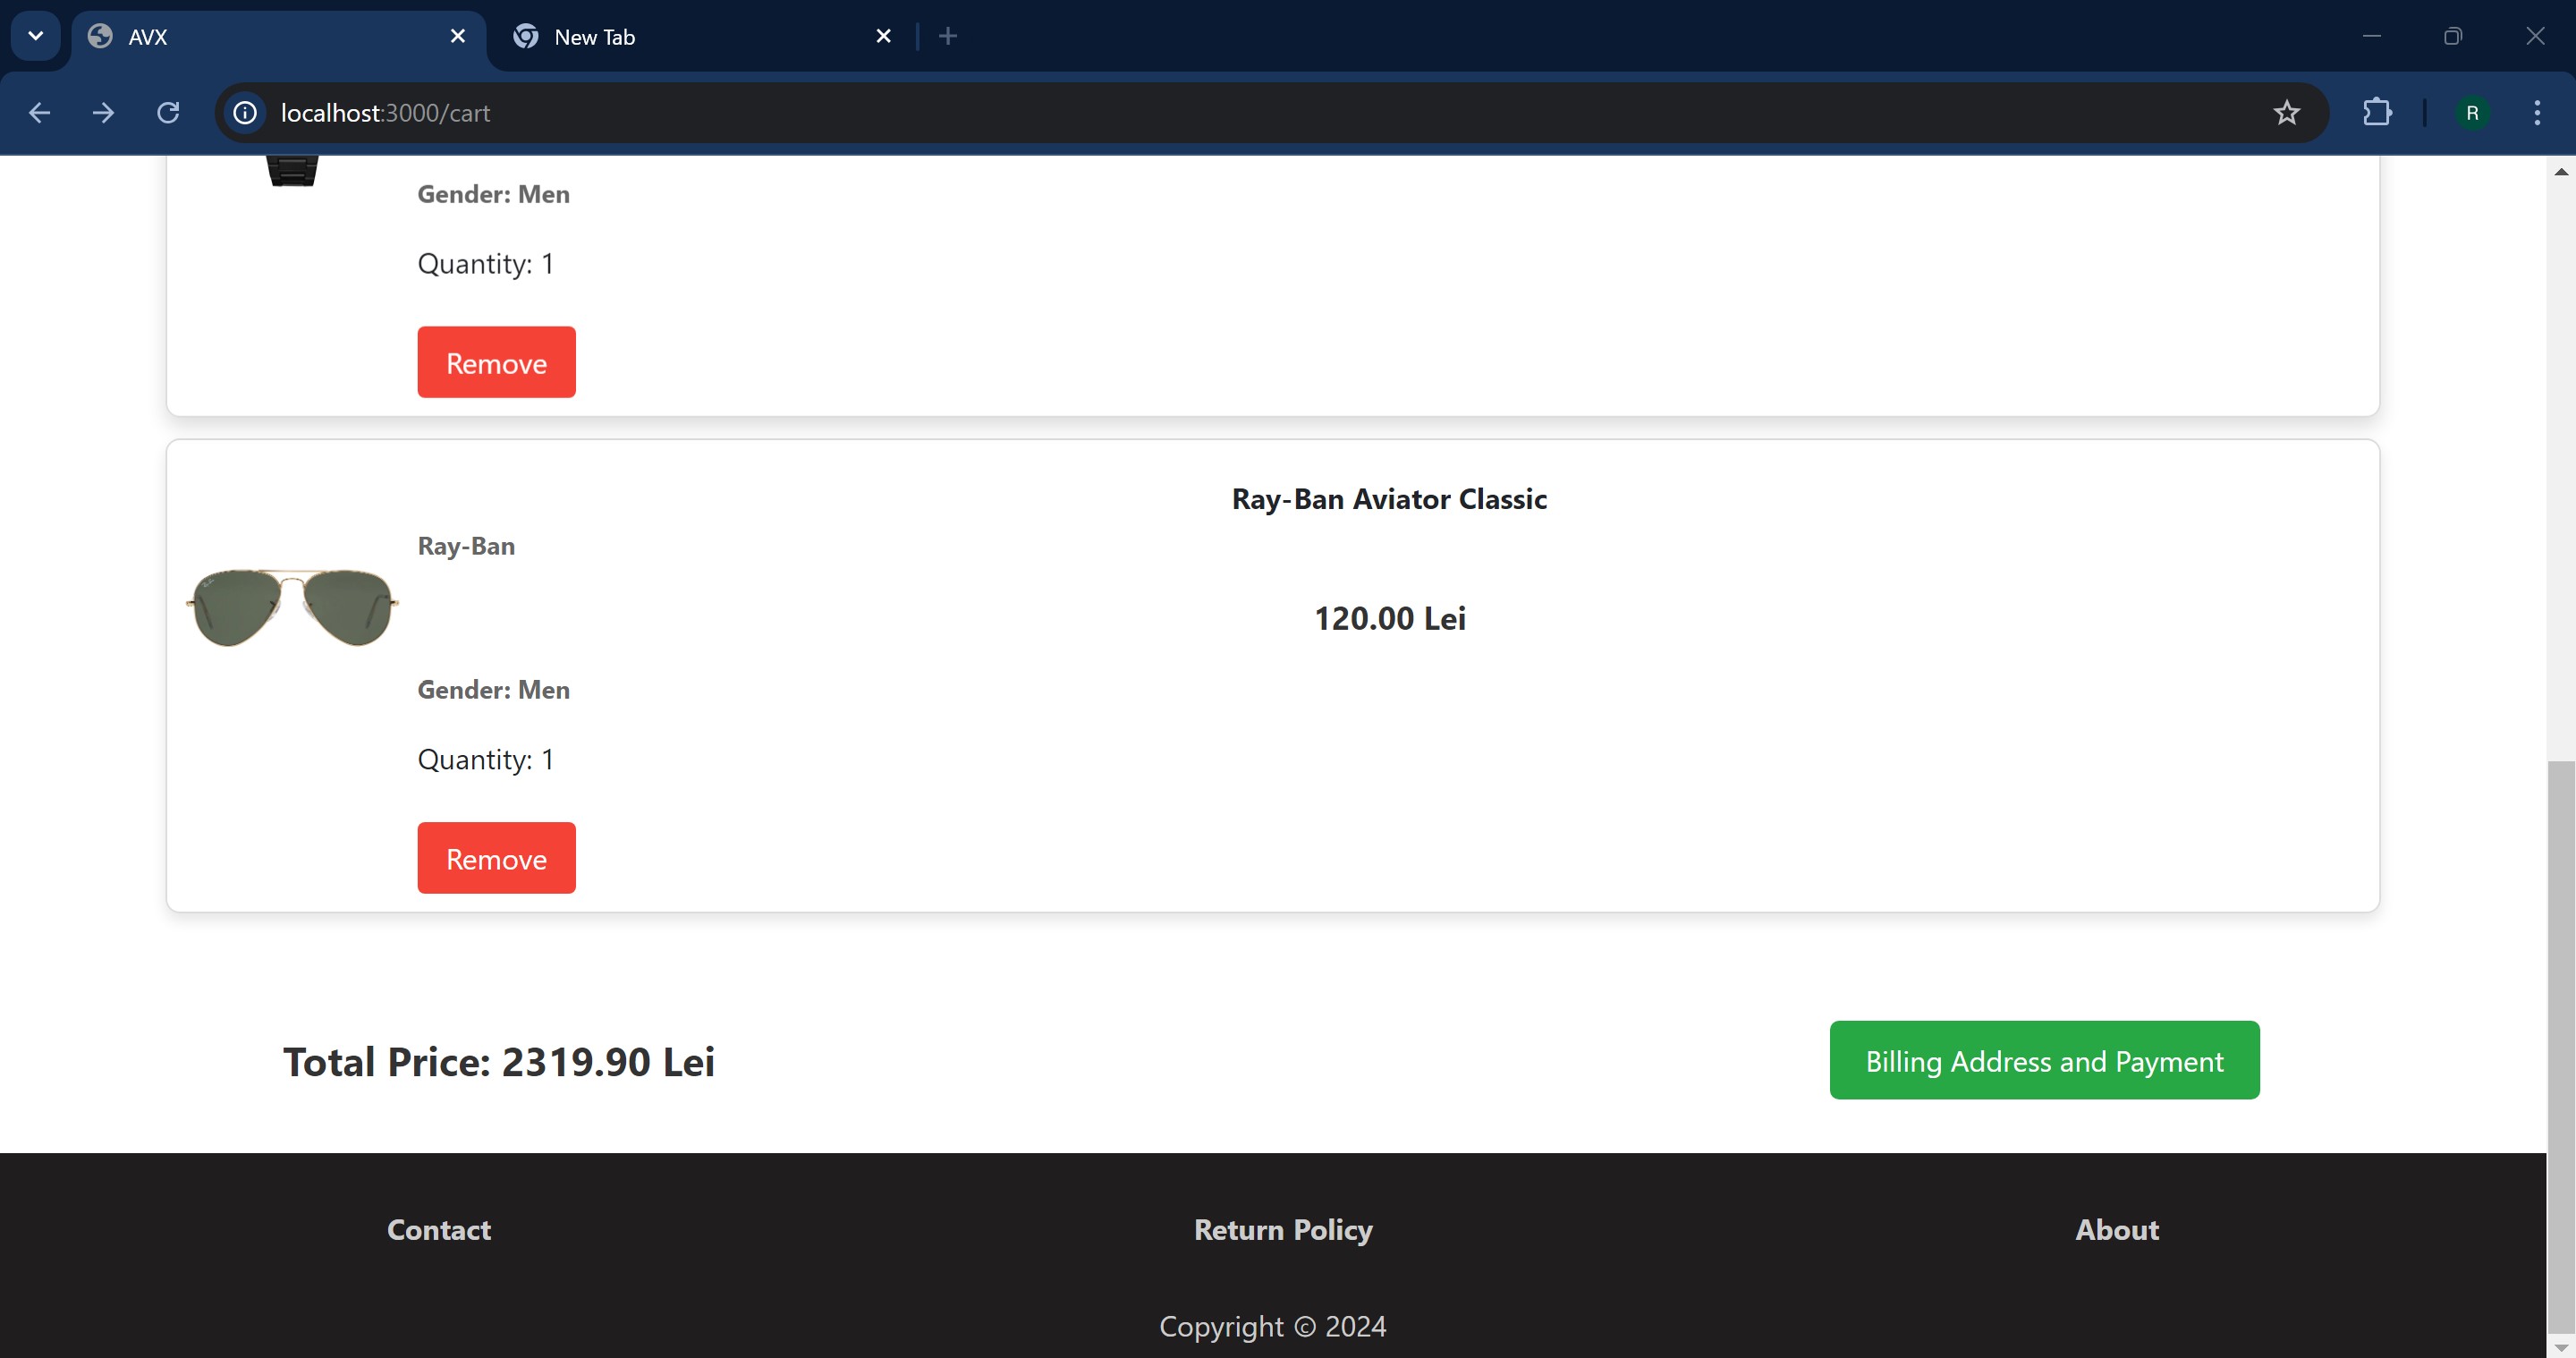 AVX
New Tab
localhost:3000/cart
R
Gender: Men
Quantity: 1
Remove
Ray-Ban Aviator Classic
Ray-Ban
120.00 Lei
Gender: Men
Quantity: 1
Remove
Total Price: 2319.90 Lei
Billing Address and Payment
Contact
Return Policy
About
Copyright © 2024